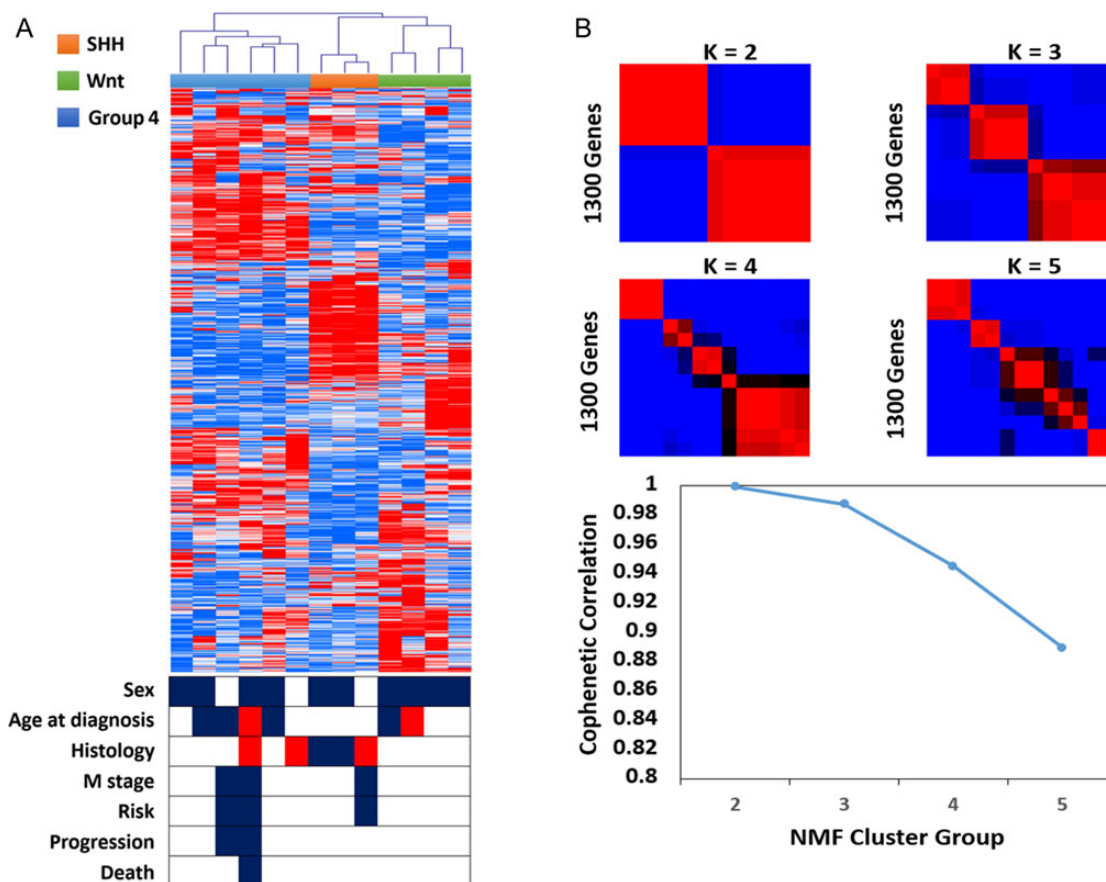 A
SHH
Wnt
Group 4
Sex
Age at diagnosis
Histology
M stage
Risk
Progression
Death
B
K = 2
K = 3
1300 Genes
1300 Genes
K = 4
K = 5
1300 Genes
1300 Genes
Cophenetic Correlation
1
0.98
0.96
0.94
0.92
0.9
0.88
0.86
0.84
0.82
0.8
2
3
4
5
NMF Cluster Group